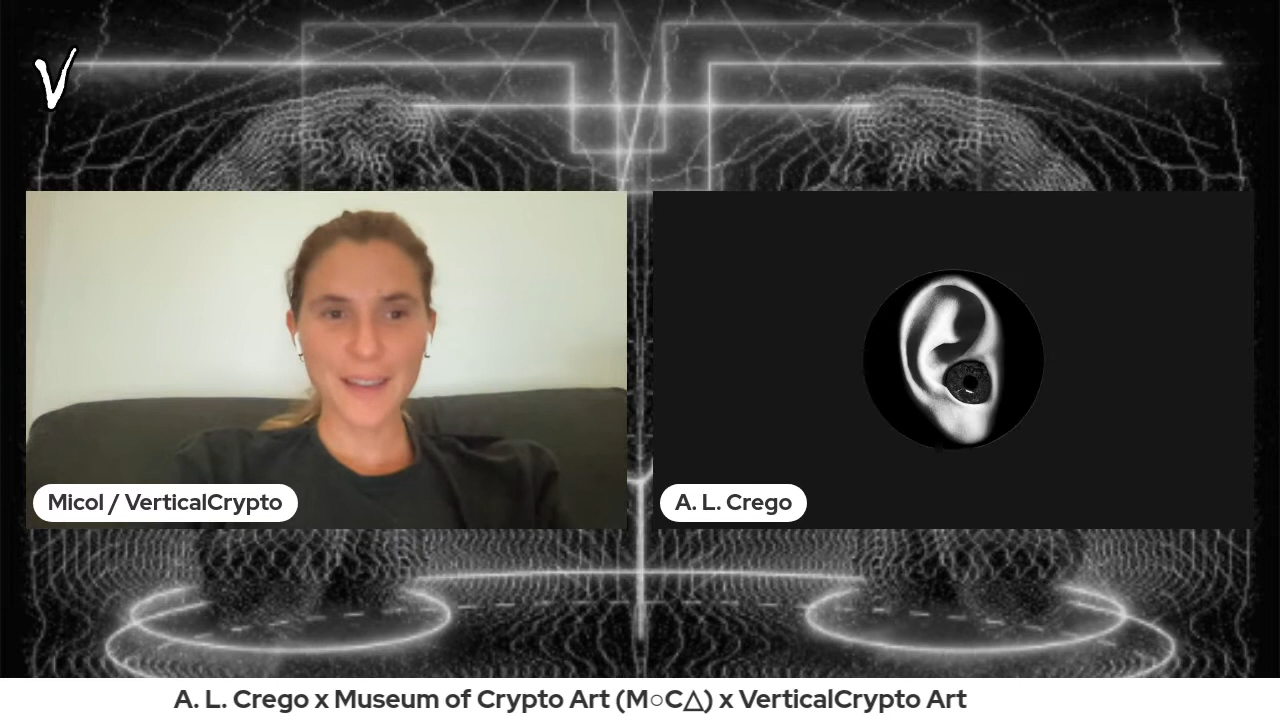 V
Micol / VerticalCrypto
A. L. Crego
A. L. Crego x Museum of Crypto Art (M○C△) x VerticalCrypto Art